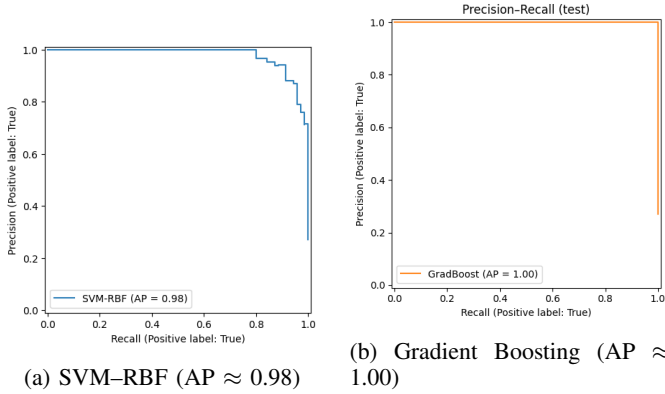 1.0
0.8
0.6
0.4
0.2
0.0
Precision (Positive label: True)
SVM-RBF (AP = 0.98)
0.0 0.2 0.4 0.6 0.8 1.0
Recall (Positive label: True)
(a) SVM–RBF (AP ≈ 0.98)
Precision–Recall (test)
1.0
0.8
0.6
0.4
0.2
0.0
Precision (Positive label: True)
GradBoost (AP = 1.00)
0.0 0.2 0.4 0.6 0.8 1.0
Recall (Positive label: True)
(b) Gradient Boosting (AP ≈
1.00)